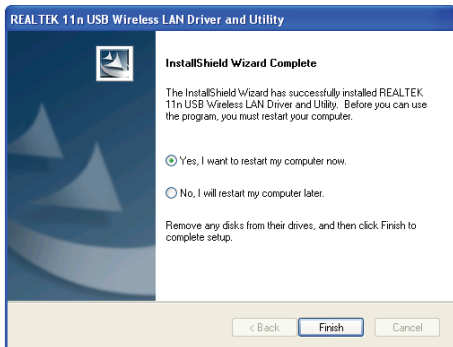 REALTEK 11n USB Wireless LAN Driver and Utility
InstallShield Wizard Complete
The InstallShield Wizard has successfully installed REALTEK
11n USB Wireless LAN Driver and Utility. Before you can use
the program, you must restart your computer.
Yes, I want to restart my computer now.
No, I will restart my computer later.
Remove any disks from their drives, and then click Finish to
complete setup.
< Back Finish Cancel